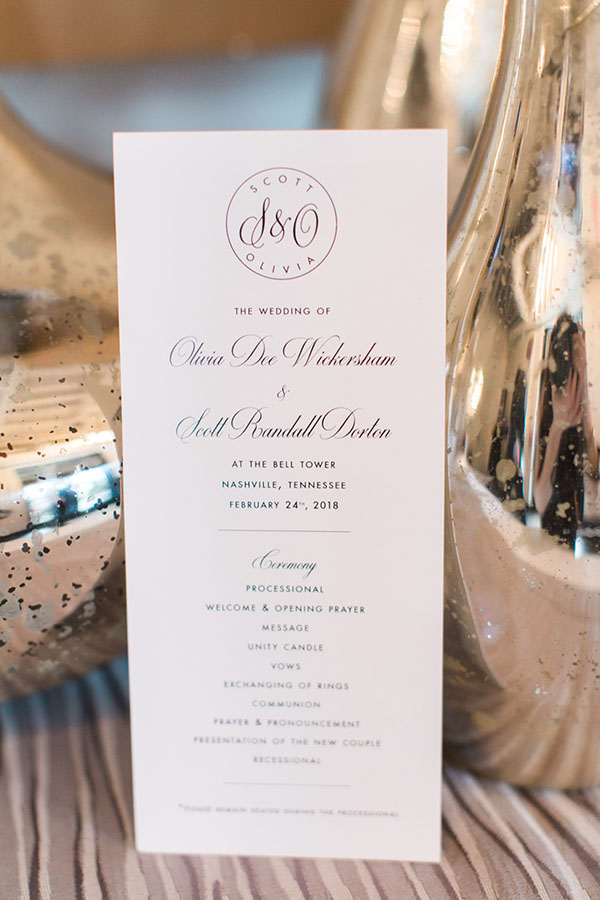 SCOTT
S&O
OLIVIA
THE WEDDING OF
Olivia Dee Wickersham
&
Scott Randall Dorton
AT THE BELL TOWER
NASHVILLE, TENNESSEE
FEBRUARY 24TH, 2018
Ceremony
PROCESSIONAL
WELCOME & OPENING PRAYER
MESSAGE
UNITY CANDLE
VOWS
EXCHANGING OF RINGS
COMMUNION
PRAYER & PRONOUNCEMENT
PRESENTATION OF THE NEW COUPLE
RECESSIONAL
*PLEASE REMAIN SEATED DURING THE PROCESSIONAL